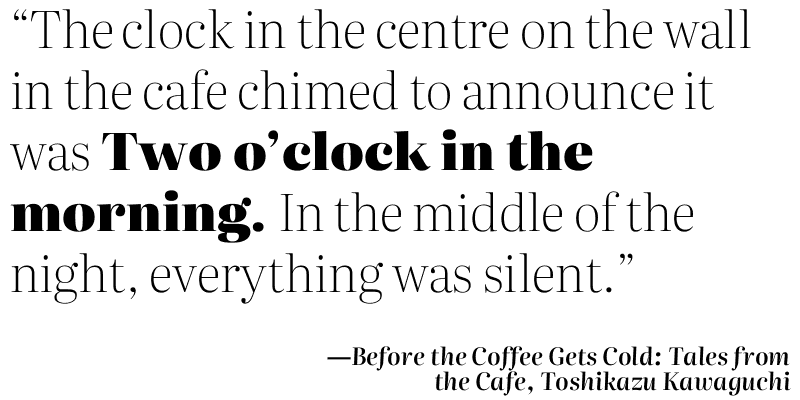 “The clock in the centre on the wall
in the cafe chimed to announce it
was Two o’clock in the
morning. In the middle of the
night, everything was silent.”
—Before the Coffee Gets Cold: Tales from
the Cafe, Toshikazu Kawaguchi